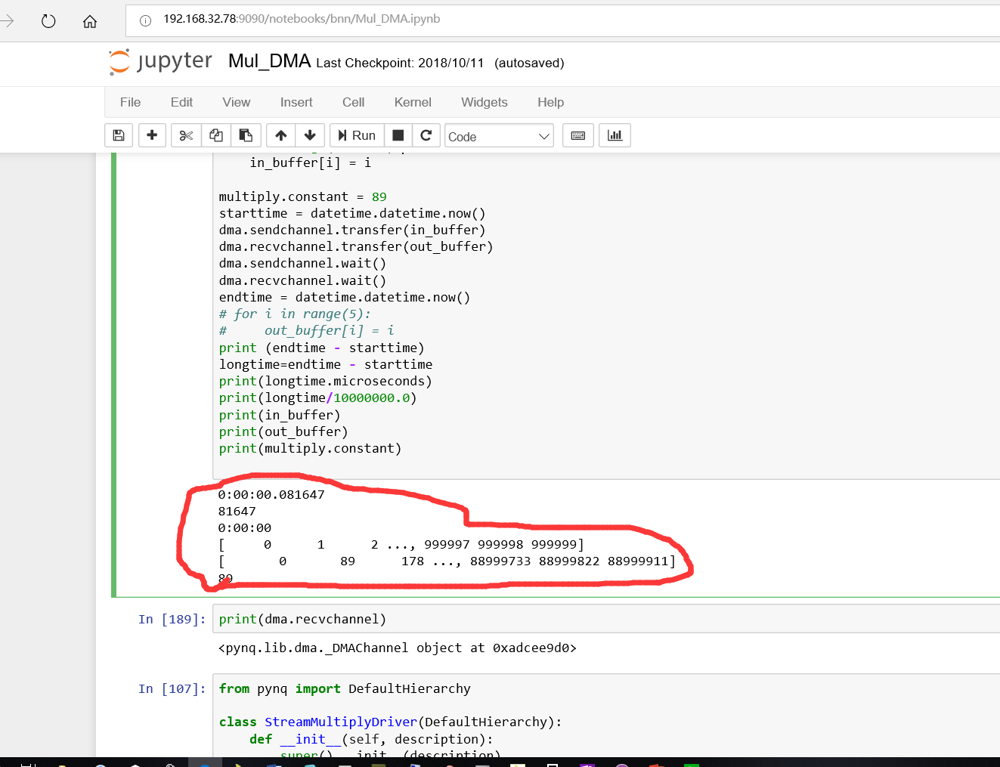 192.168.32.78:9090/notebooks/bnn/Mul_DMA.ipynb
jupyter Mul_DMA Last Checkpoint: 2018/10/11 (autosaved)
File Edit View Insert Cell Kernel Widgets Help
Run Code
in_buffer[i] = i
multiply.constant = 89
starttime = datetime.datetime.now()
dma.sendchannel.transfer(in_buffer)
dma.recvchannel.transfer(out_buffer)
dma.sendchannel.wait()
dma.recvchannel.wait()
endtime = datetime.datetime.now()
# for i in range(5):
#     out_buffer[i] = i
print (endtime - starttime)
longtime=endtime - starttime
print(longtime.microseconds)
print(longtime/10000000.0)
print(in_buffer)
print(out_buffer)
print(multiply.constant)
0:00:00.081647
81647
0:00:00
[     0      1      2 ..., 999997 999998 999999]
[       0       89      178 ..., 88999733 88999822 88999911]
89
In [189]: print(dma.recvchannel)
<pynq.lib.dma._DMAChannel object at 0xadcee9d0>
In [107]: from pynq import DefaultHierarchy
class StreamMultiplyDriver(DefaultHierarchy):
    def __init__(self, description):
        super().__init__(description)